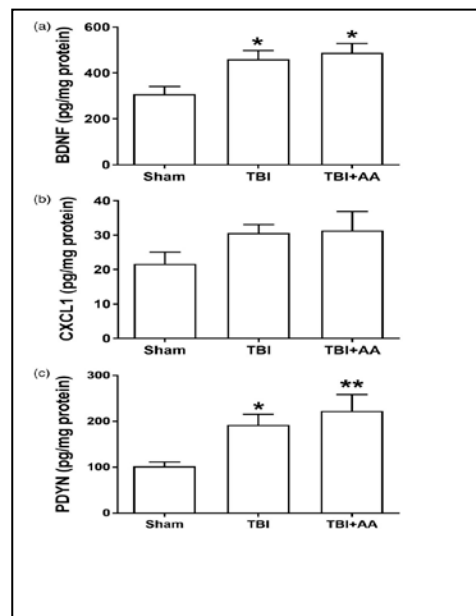 (a)
BDNF (pg/mg protein)
600
400
200
0
*
*
Sham TBI TBI+AA
(b)
CXCL1 (pg/mg protein)
40
30
20
10
0
Sham TBI TBI+AA
(c)
PDYN (pg/mg protein)
300
200
100
0
*
**
Sham TBI TBI+AA